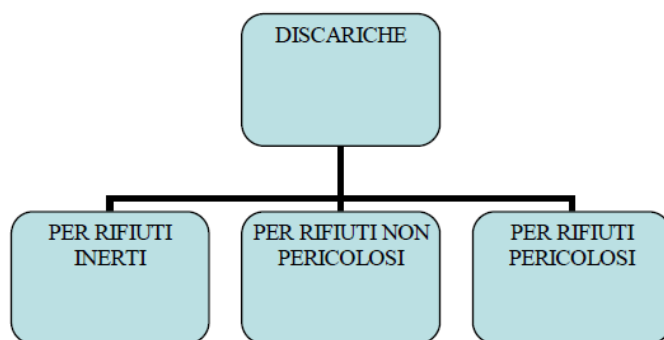 DISCARICHE
PER RIFIUTI
INERTI
PER RIFIUTI NON
PERICOLOSI
PER RIFIUTI
PERICOLOSI